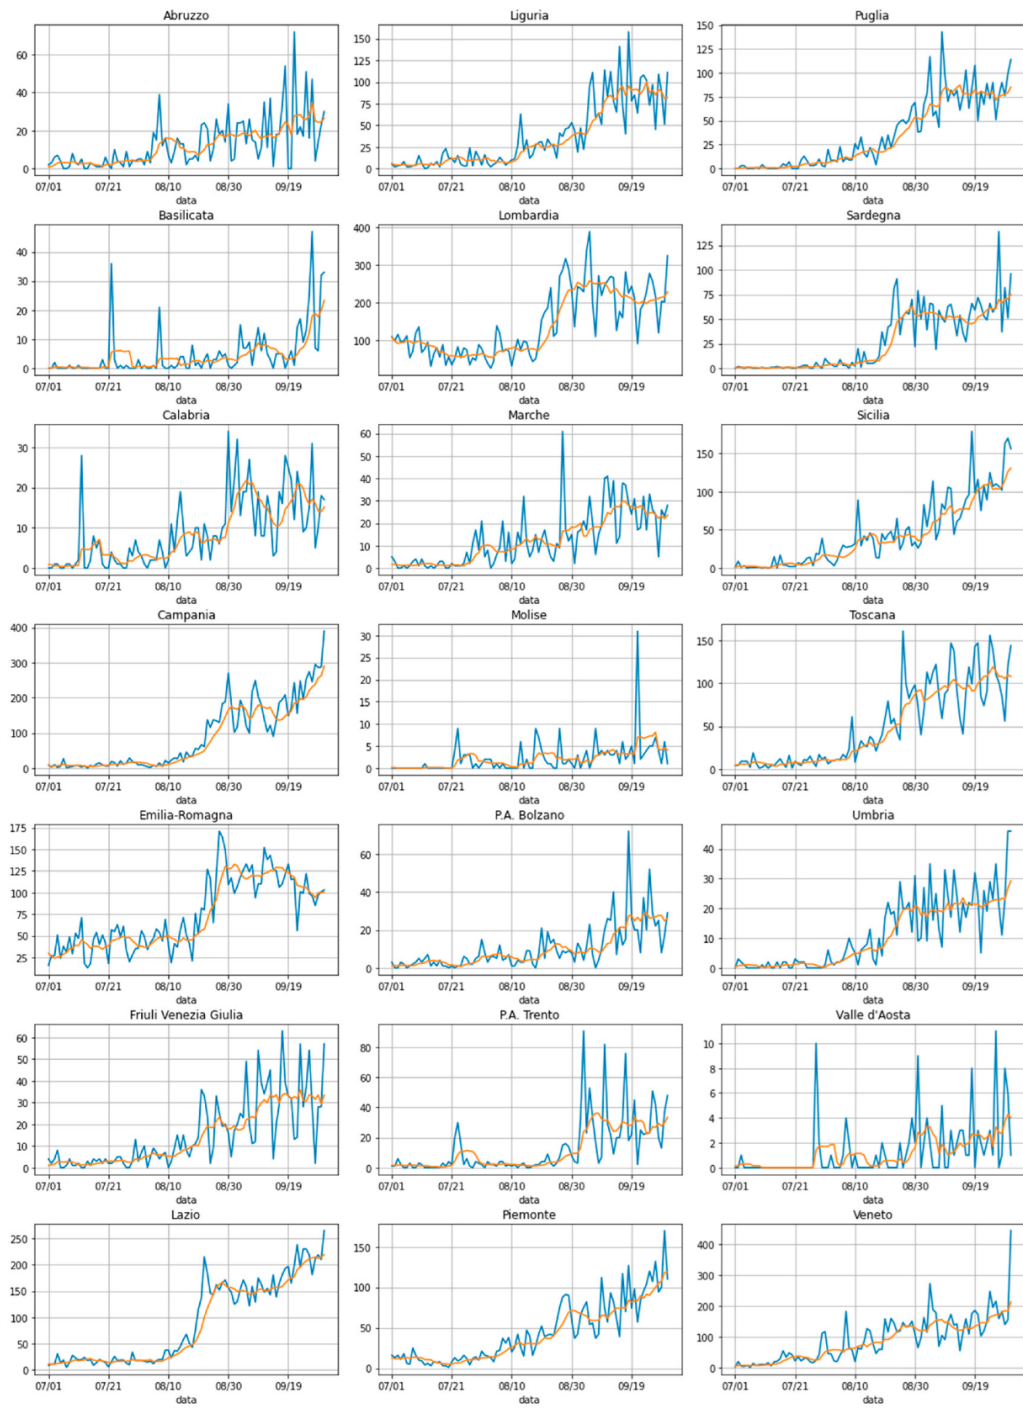 Abruzzo
60
40
20
0
07/01 07/21 08/10 08/30 09/19
data
Liguria
150
125
100
75
50
25
0
07/01 07/21 08/10 08/30 09/19
data
Puglia
150
125
100
75
50
25
0
07/01 07/21 08/10 08/30 09/19
data
Basilicata
40
30
20
10
0
07/01 07/21 08/10 08/30 09/19
data
Lombardia
400
300
200
100
07/01 07/21 08/10 08/30 09/19
data
Sardegna
125
100
75
50
25
0
07/01 07/21 08/10 08/30 09/19
data
Calabria
30
20
10
0
07/01 07/21 08/10 08/30 09/19
data
Marche
60
50
40
30
20
10
0
07/01 07/21 08/10 08/30 09/19
data
Sicilia
150
100
50
0
07/01 07/21 08/10 08/30 09/19
data
Campania
400
300
200
100
0
07/01 07/21 08/10 08/30 09/19
data
Molise
30
25
20
15
10
5
0
07/01 07/21 08/10 08/30 09/19
data
Toscana
150
100
50
0
07/01 07/21 08/10 08/30 09/19
data
Emilia-Romagna
175
150
125
100
75
50
25
07/01 07/21 08/10 08/30 09/19
data
P.A. Bolzano
60
40
20
0
07/01 07/21 08/10 08/30 09/19
data
Umbria
40
30
20
10
0
07/01 07/21 08/10 08/30 09/19
data
Friuli Venezia Giulia
60
50
40
30
20
10
0
07/01 07/21 08/10 08/30 09/19
data
P.A. Trento
80
60
40
20
0
07/01 07/21 08/10 08/30 09/19
data
Valle d'Aosta
10
8
6
4
2
0
07/01 07/21 08/10 08/30 09/19
data
Lazio
250
200
150
100
50
0
07/01 07/21 08/10 08/30 09/19
data
Piemonte
150
100
50
0
07/01 07/21 08/10 08/30 09/19
data
Veneto
400
300
200
100
0
07/01 07/21 08/10 08/30 09/19
data